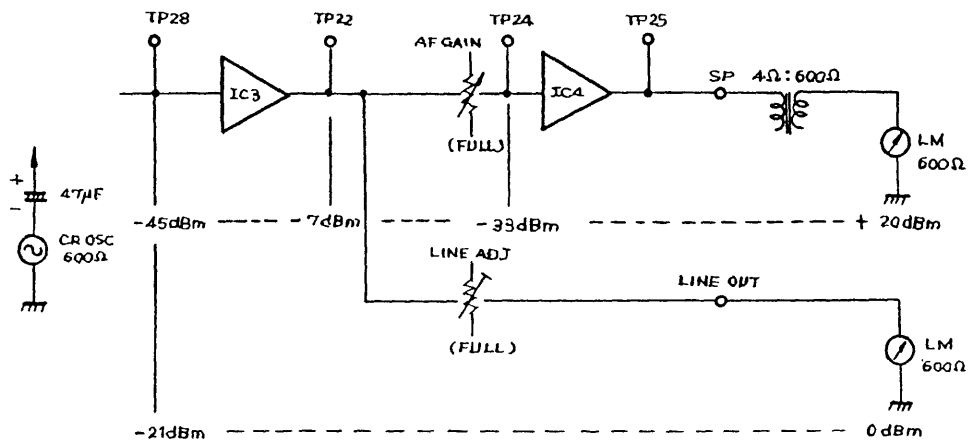 TP28
TP22
TP24
TP25
AF GAIN
SP
4Ω:600Ω
IC3
IC4
(FULL)
LM
600Ω
+
47µF
-
-45dBm
-7dBm
-33dBm
+ 20dBm
CR OSC
600Ω
LINE ADJ
LINE OUT
(FULL)
LM
600Ω
-21dBm
0dBm